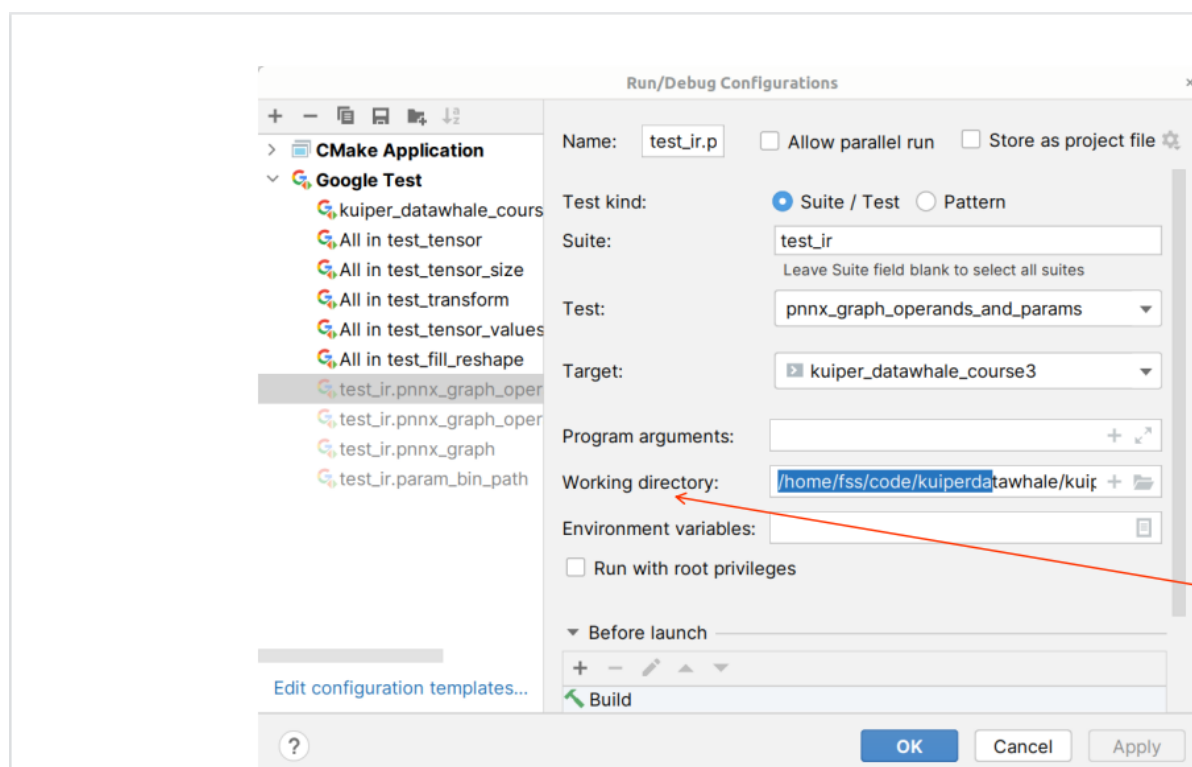 Run/Debug Configurations
CMake Application
Google Test
kuiper_datawhale_cours
All in test_tensor
All in test_tensor_size
All in test_transform
All in test_tensor_values
All in test_fill_reshape
test_ir.pnnx_graph_oper
test_ir.pnnx_graph_oper
test_ir.pnnx_graph
test_ir.param_bin_path
Edit configuration templates...
Name: test_ir.p Allow parallel run Store as project file
Test kind: Suite / Test Pattern
Suite: test_ir
Leave Suite field blank to select all suites
Test: pnnx_graph_operands_and_params
Target: kuiper_datawhale_course3
Program arguments:
Working directory: /home/fss/code/kuiperdatawhale/kuip
Environment variables:
Run with root privileges
Before launch
Build
? OK Cancel Apply